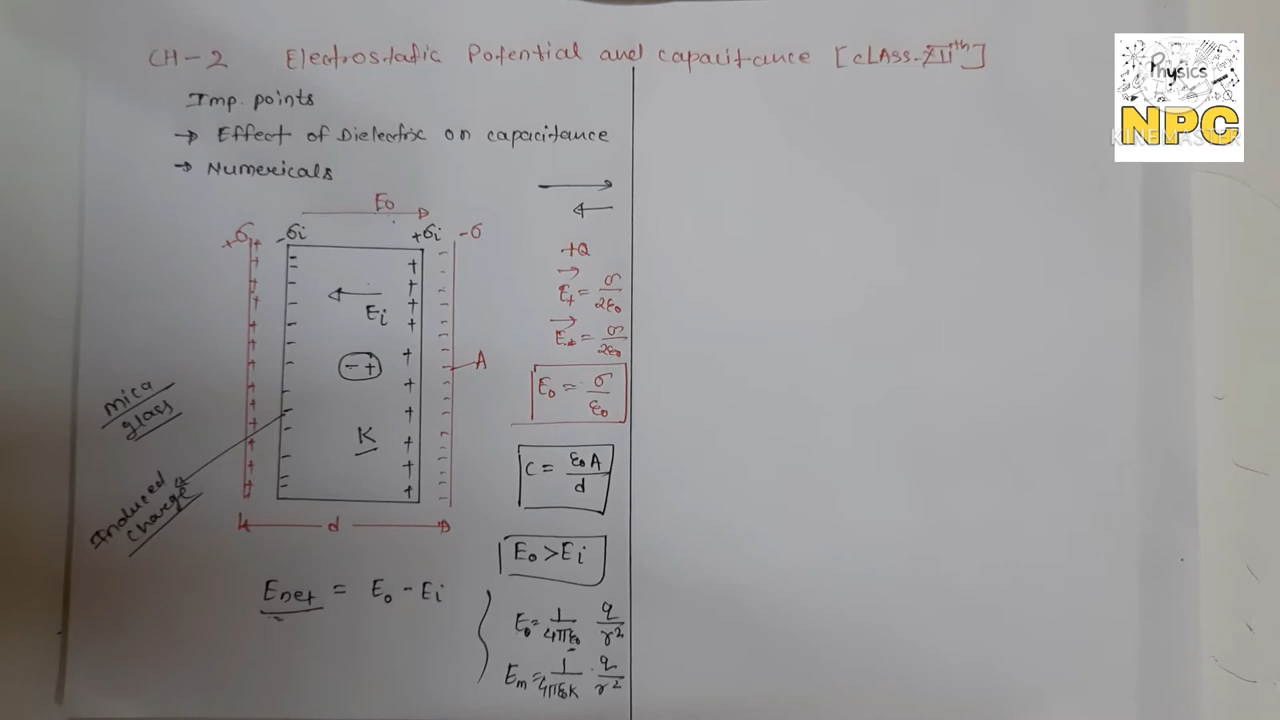 CH-2 Electrostatic Potential and capacitance [CLASS-XIIth]
Imp. points
→ Effect of Dielectric on capacitance
→ Numericals
E₀
+σ -σi +σi -σ
Ei
- +
K
A
d
mica
glass
Induced
charge
Enet = E₀ - Ei
+Q
E₊ = σ/2ε₀
σ/2ε₀
E₀ = σ/ε₀
C = ε₀A/d
E₀ > Ei
E₀ = 1/4πε₀ q/r²
Em = 1/4πε₀K · q/r²
Physics
NPC
KINEMASTER